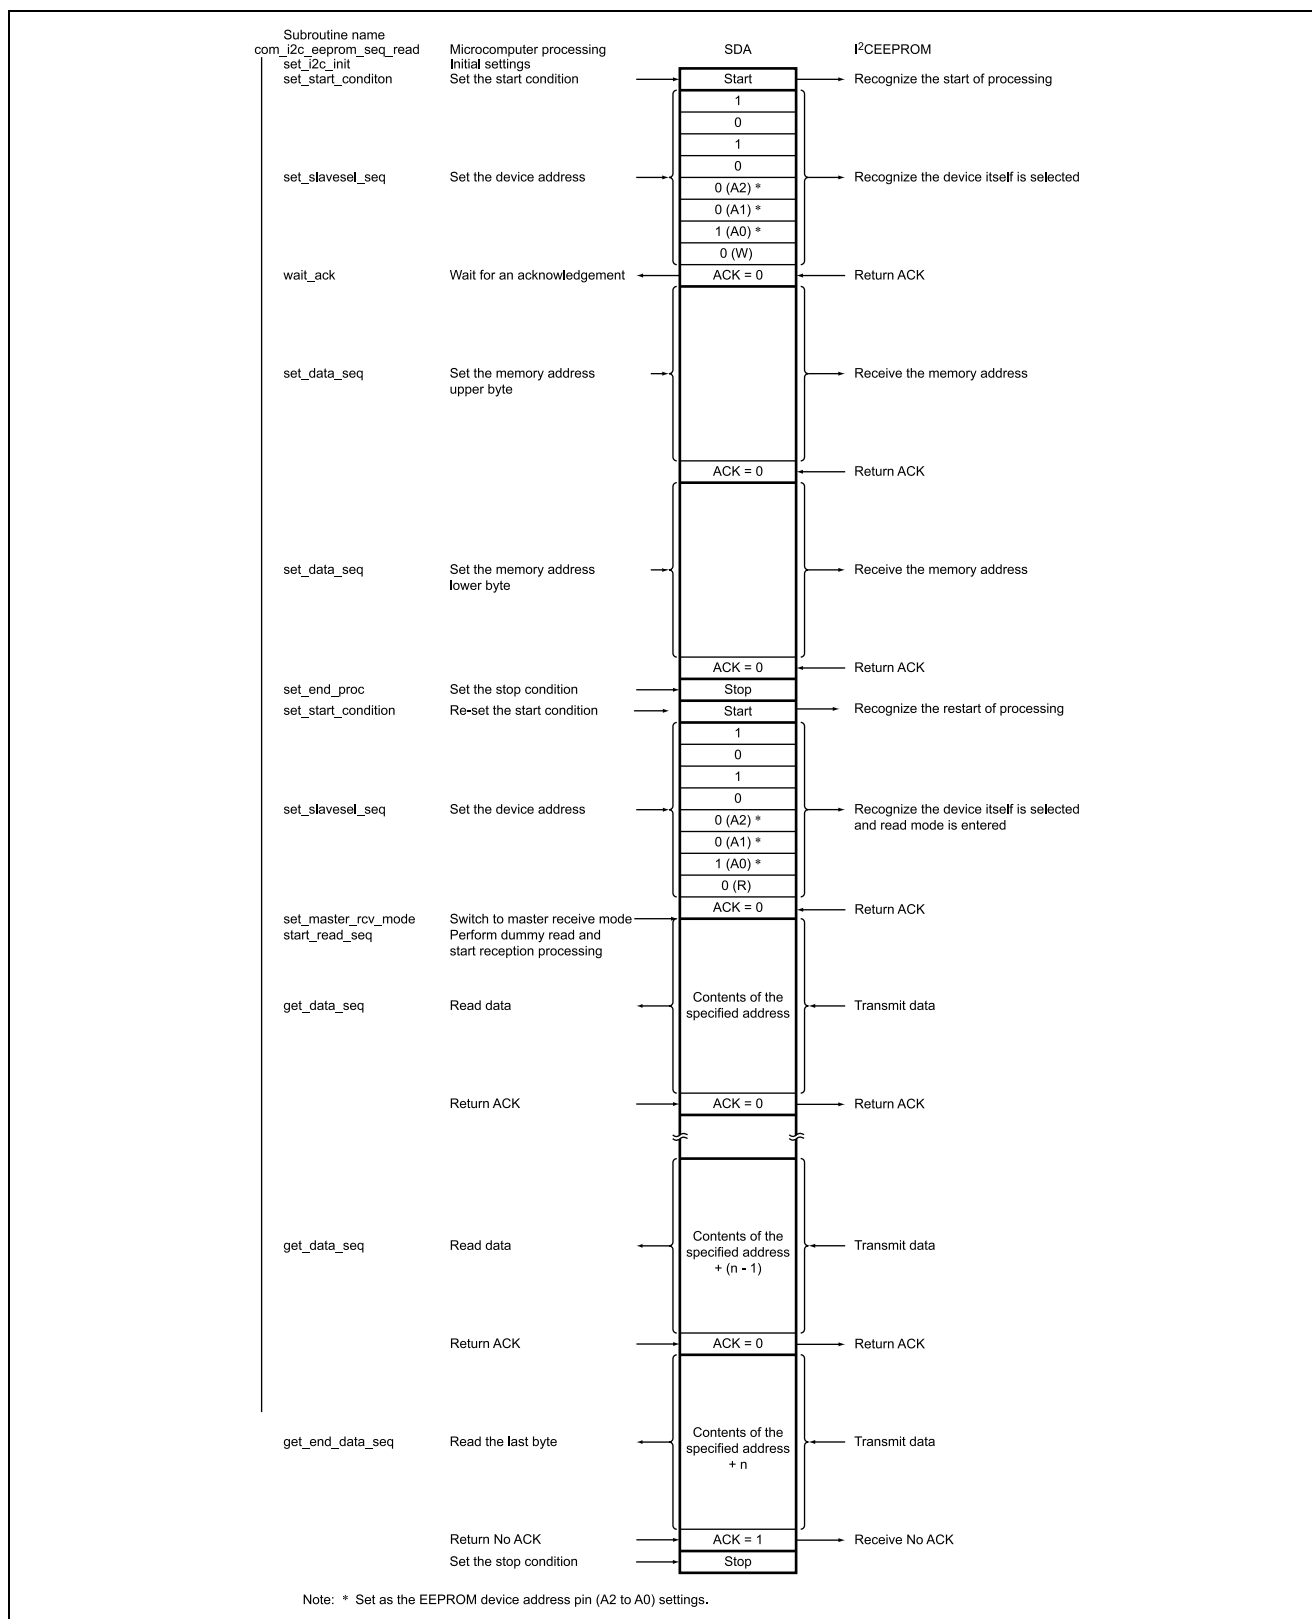 Subroutine name
com_i2c_eeprom_seq_read Microcomputer processing SDA I2CEEPROM
set_i2c_init Initial settings
set_start_conditon Set the start condition Start Recognize the start of processing
1
0
1
0
set_slavesel_seq Set the device address Recognize the device itself is selected
0 (A2) *
0 (A1) *
1 (A0) *
0 (W)
wait_ack Wait for an acknowledgement ACK = 0 Return ACK
set_data_seq Set the memory address Receive the memory address
upper byte
ACK = 0 Return ACK
set_data_seq Set the memory address Receive the memory address
lower byte
ACK = 0 Return ACK
set_end_proc Set the stop condition Stop
set_start_condition Re-set the start condition Start Recognize the restart of processing
1
0
1
0
set_slavesel_seq Set the device address Recognize the device itself is selected
0 (A2) * and read mode is entered
0 (A1) *
1 (A0) *
0 (R)
ACK = 0 Return ACK
set_master_rcv_mode Switch to master receive mode
start_read_seq Perform dummy read and
start reception processing
Contents of the
get_data_seq Read data specified address Transmit data
Return ACK ACK = 0 Return ACK
Contents of the
get_data_seq Read data specified address Transmit data
+ (n - 1)
Return ACK ACK = 0 Return ACK
Contents of the
get_end_data_seq Read the last byte specified address Transmit data
+ n
Return No ACK ACK = 1 Receive No ACK
Set the stop condition Stop
Note: * Set as the EEPROM device address pin (A2 to A0) settings.